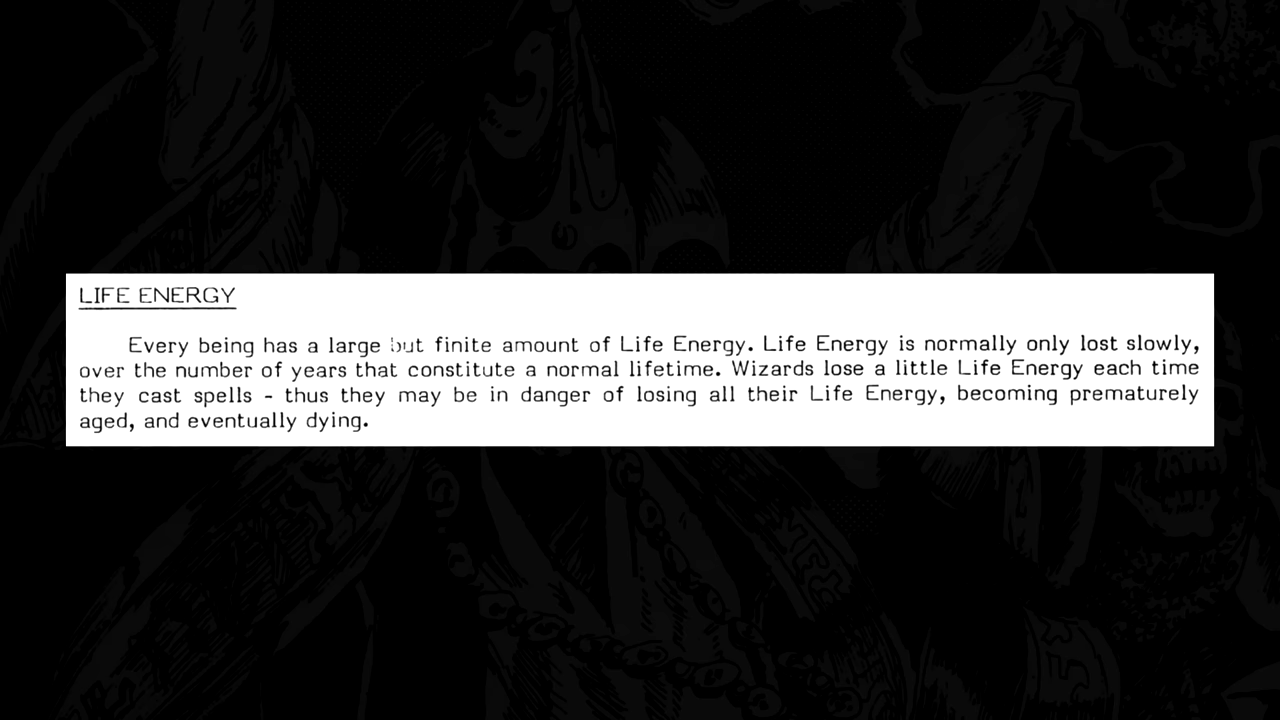 LIFE ENERGY
Every being has a large but finite amount of Life Energy. Life Energy is normally only lost slowly,
over the number of years that constitute a normal lifetime. Wizards lose a little Life Energy each time
they cast spells - thus they may be in danger of losing all their Life Energy, becoming prematurely
aged, and eventually dying.